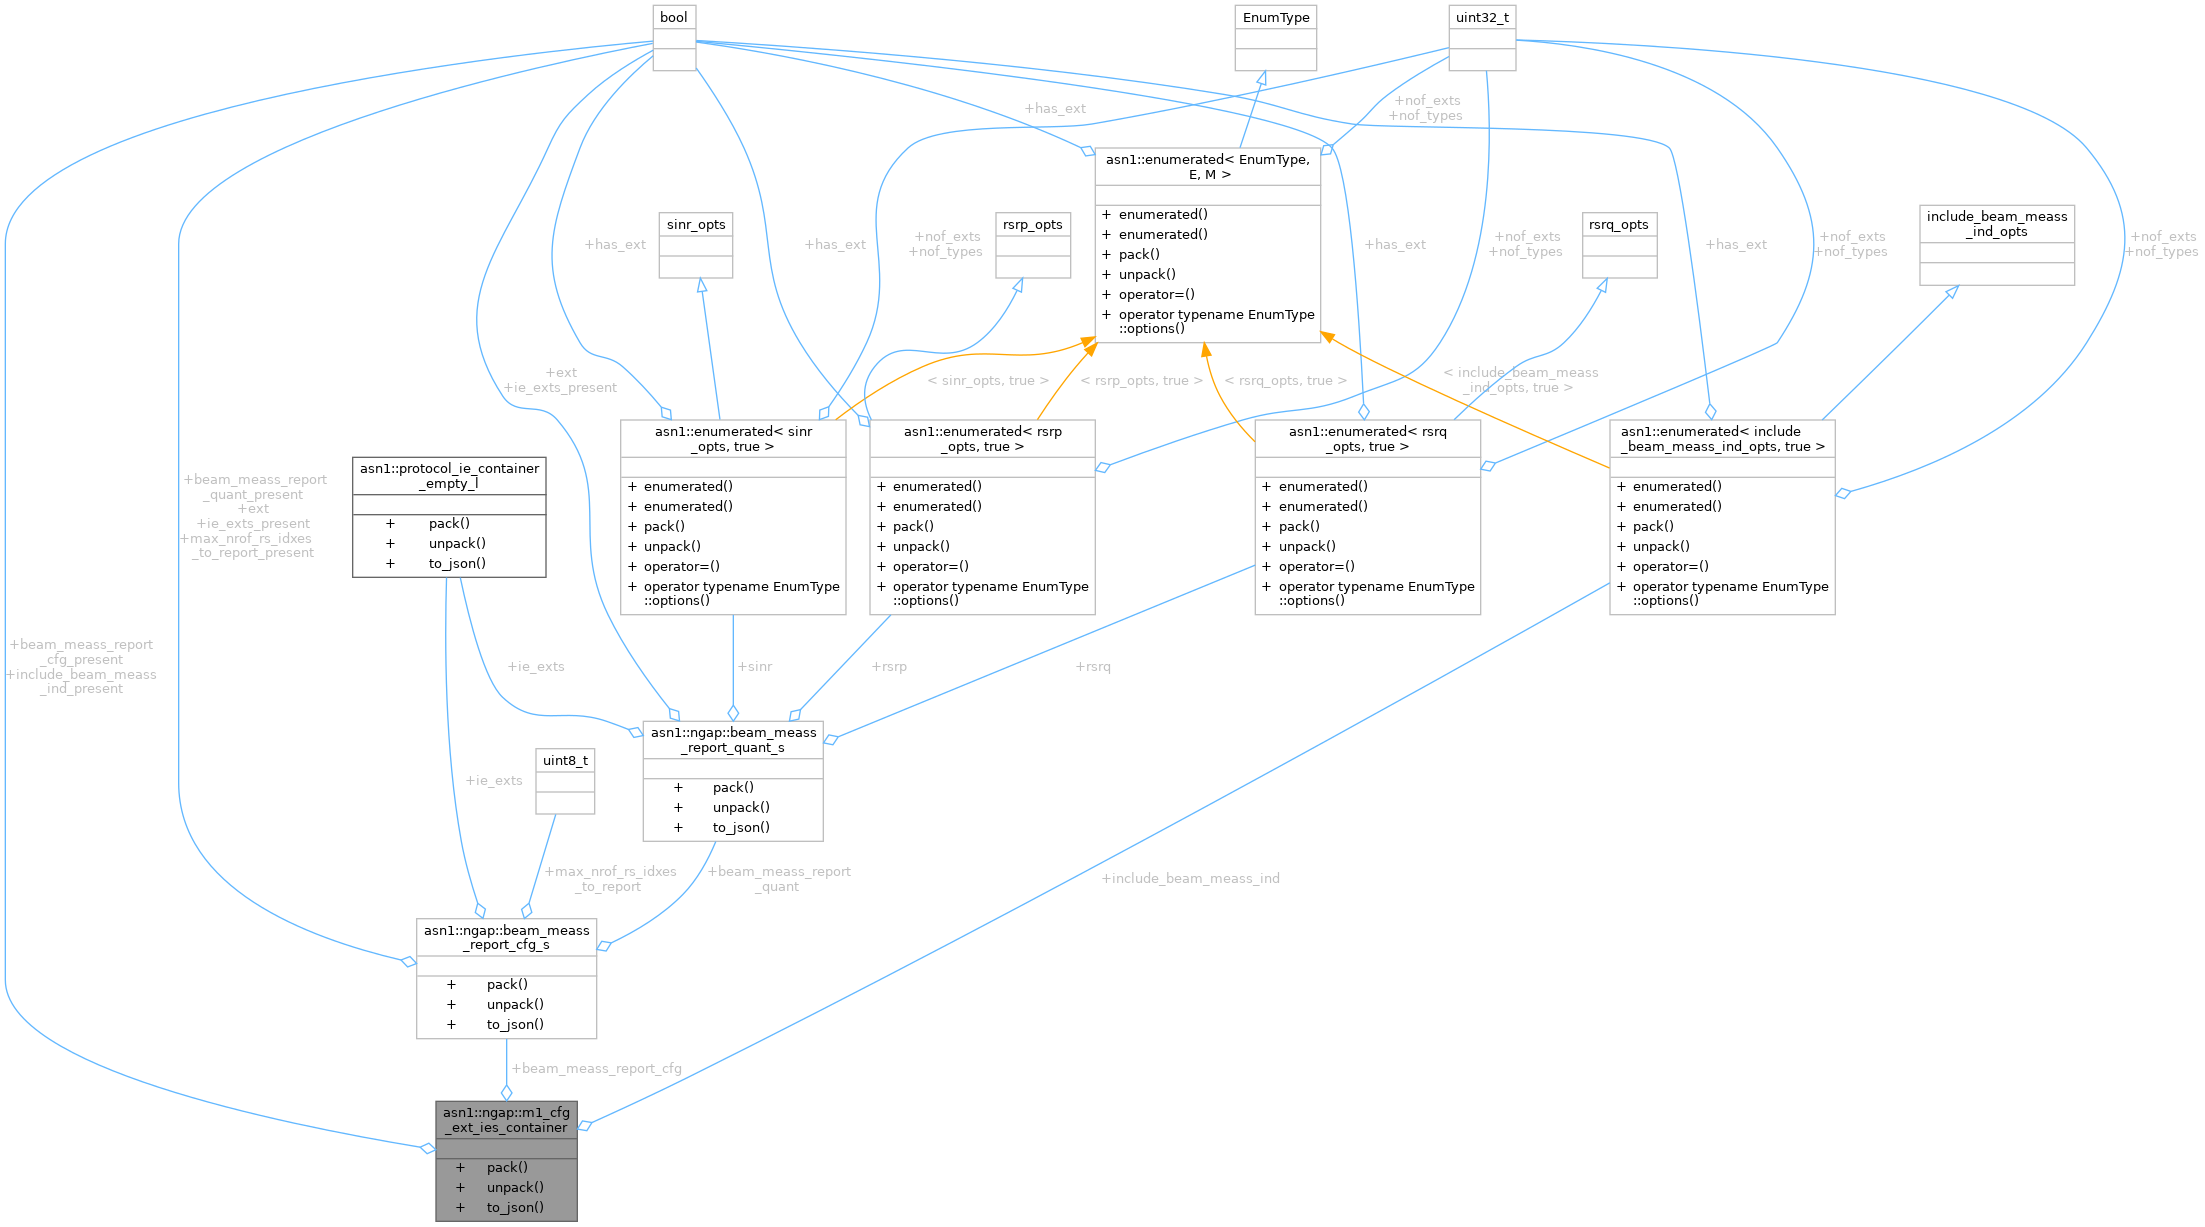 bool
EnumType
uint32_t
+has_ext
+nof_exts
+nof_types
asn1::enumerated< EnumType,
E, M >
+ enumerated()
+ enumerated()
+ pack()
+ unpack()
+ operator=()
+ operator typename EnumType
::options()
sinr_opts
rsrp_opts
rsrq_opts
include_beam_meass
_ind_opts
+has_ext
+has_ext
+nof_exts
+nof_types
+has_ext
+nof_exts
+nof_types
+has_ext
+nof_exts
+nof_types
+nof_exts
+nof_types
+ext
+ie_exts_present
< sinr_opts, true >
< rsrp_opts, true >
< rsrq_opts, true >
< include_beam_meass
_ind_opts, true >
asn1::enumerated< sinr
_opts, true >
+ enumerated()
+ enumerated()
+ pack()
+ unpack()
+ operator=()
+ operator typename EnumType
::options()
asn1::enumerated< rsrp
_opts, true >
+ enumerated()
+ enumerated()
+ pack()
+ unpack()
+ operator=()
+ operator typename EnumType
::options()
asn1::enumerated< rsrq
_opts, true >
+ enumerated()
+ enumerated()
+ pack()
+ unpack()
+ operator=()
+ operator typename EnumType
::options()
asn1::enumerated< include
_beam_meass_ind_opts, true >
+ enumerated()
+ enumerated()
+ pack()
+ unpack()
+ operator=()
+ operator typename EnumType
::options()
asn1::protocol_ie_container
_empty_l
+ pack()
+ unpack()
+ to_json()
+beam_meass_report
_quant_present
+ext
+ie_exts_present
+max_nrof_rs_idxes
_to_report_present
+beam_meass_report
_cfg_present
+include_beam_meass
_ind_present
+ie_exts
+sinr
+rsrp
+rsrq
asn1::ngap::beam_meass
_report_quant_s
+ pack()
+ unpack()
+ to_json()
uint8_t
+ie_exts
+max_nrof_rs_idxes
_to_report
+beam_meass_report
_quant
+include_beam_meass_ind
asn1::ngap::beam_meass
_report_cfg_s
+ pack()
+ unpack()
+ to_json()
+beam_meass_report_cfg
asn1::ngap::m1_cfg
_ext_ies_container
+ pack()
+ unpack()
+ to_json()